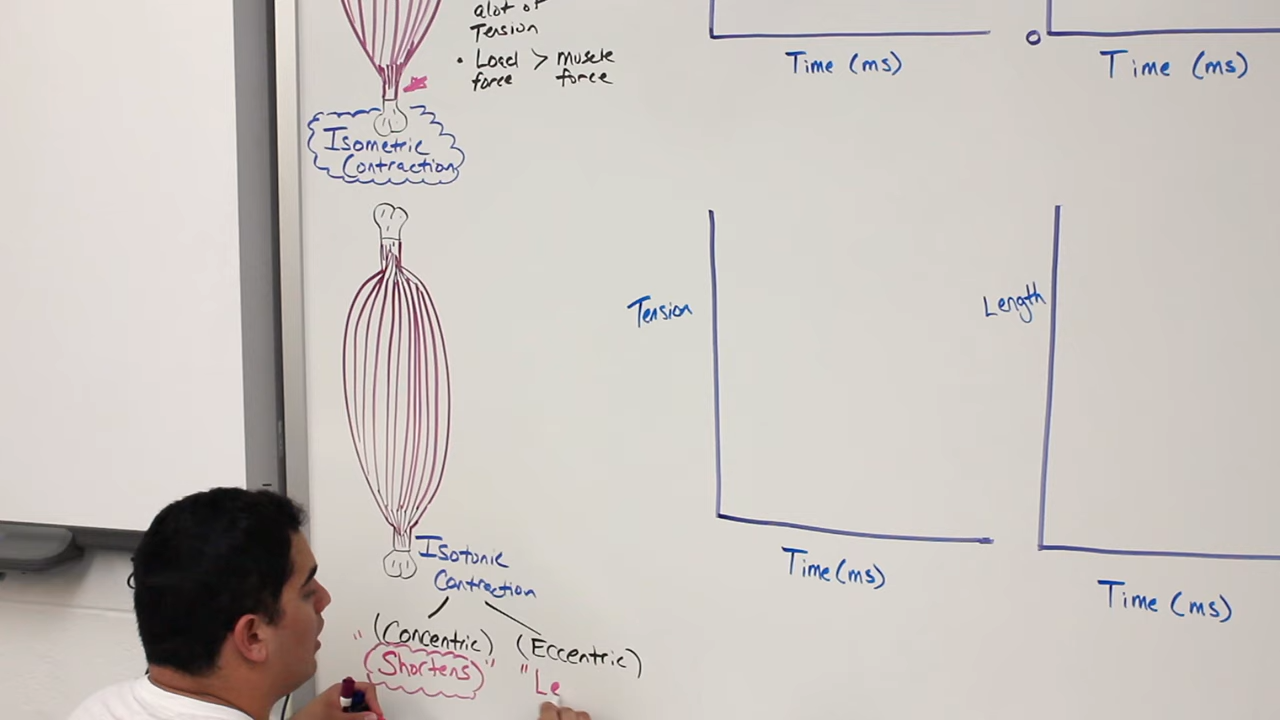 alot of
Tension
• Load > muscle
force force
Isometric
Contraction
Time (ms)
Time (ms)
Tension
Length
Time (ms)
Time (ms)
Isotonic
Contraction
(Concentric)
"Shortens"
(Eccentric)
"Le